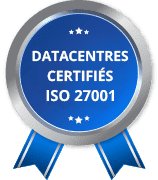 DATACENTRES
CERTIFIÉS
ISO 27001